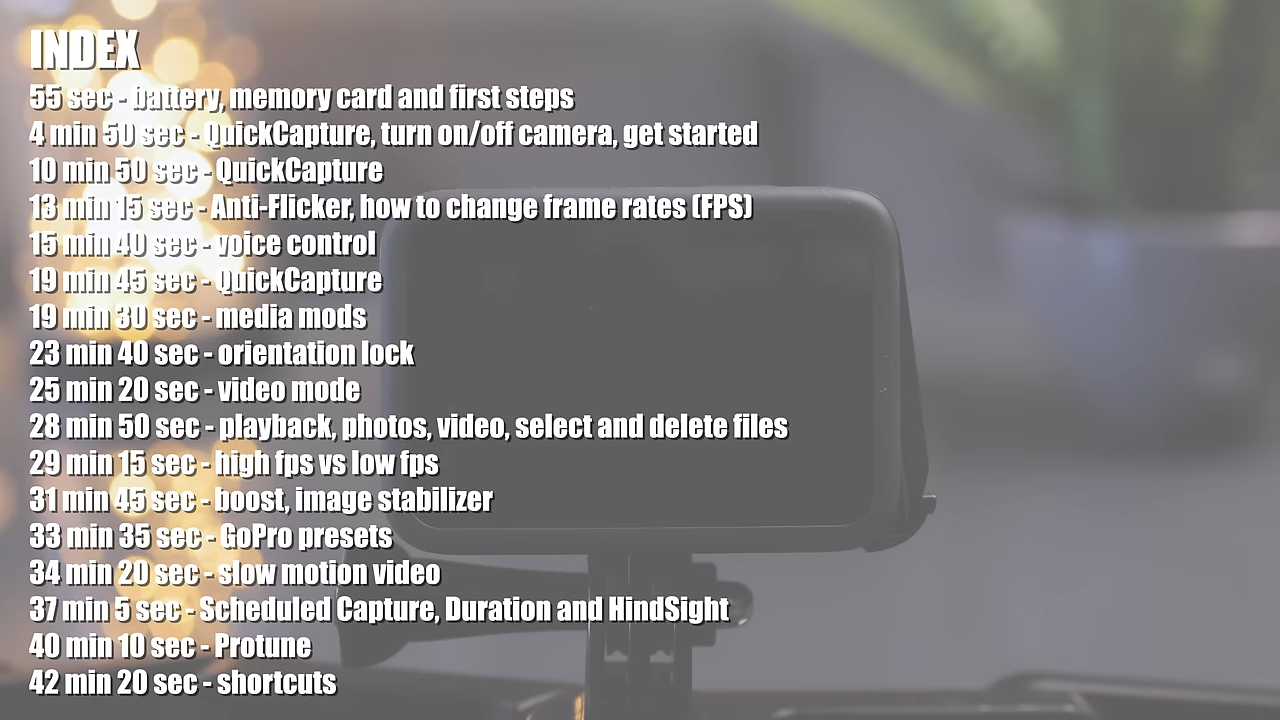 INDEX
55 sec - battery, memory card and first steps
4 min 50 sec - QuickCapture, turn on/off camera, get started
10 min 50 sec - QuickCapture
13 min 15 sec - Anti-Flicker, how to change frame rates (FPS)
15 min 40 sec - voice control
19 min 45 sec - QuickCapture
19 min 30 sec - media mods
23 min 40 sec - orientation lock
25 min 20 sec - video mode
28 min 50 sec - playback, photos, video, select and delete files
29 min 15 sec - high fps vs low fps
31 min 45 sec - boost, image stabilizer
33 min 35 sec - GoPro presets
34 min 20 sec - slow motion video
37 min 5 sec - Scheduled Capture, Duration and HindSight
40 min 10 sec - Protune
42 min 20 sec - shortcuts